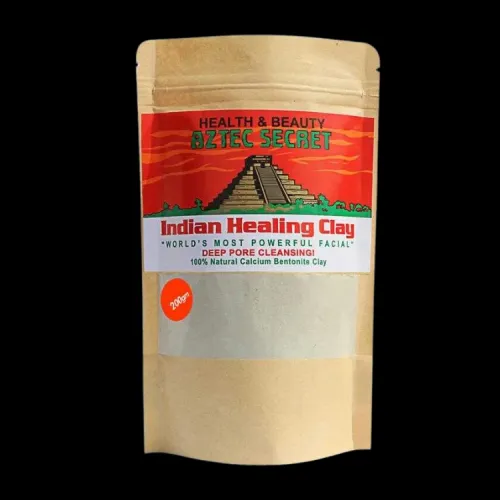 HEALTH & BEAUTY
AZTEC SECRET
Indian Healing Clay
"WORLD'S MOST POWERFUL FACIAL"
DEEP PORE CLEANSING!
100% Natural Calcium Bentonite Clay
200gm